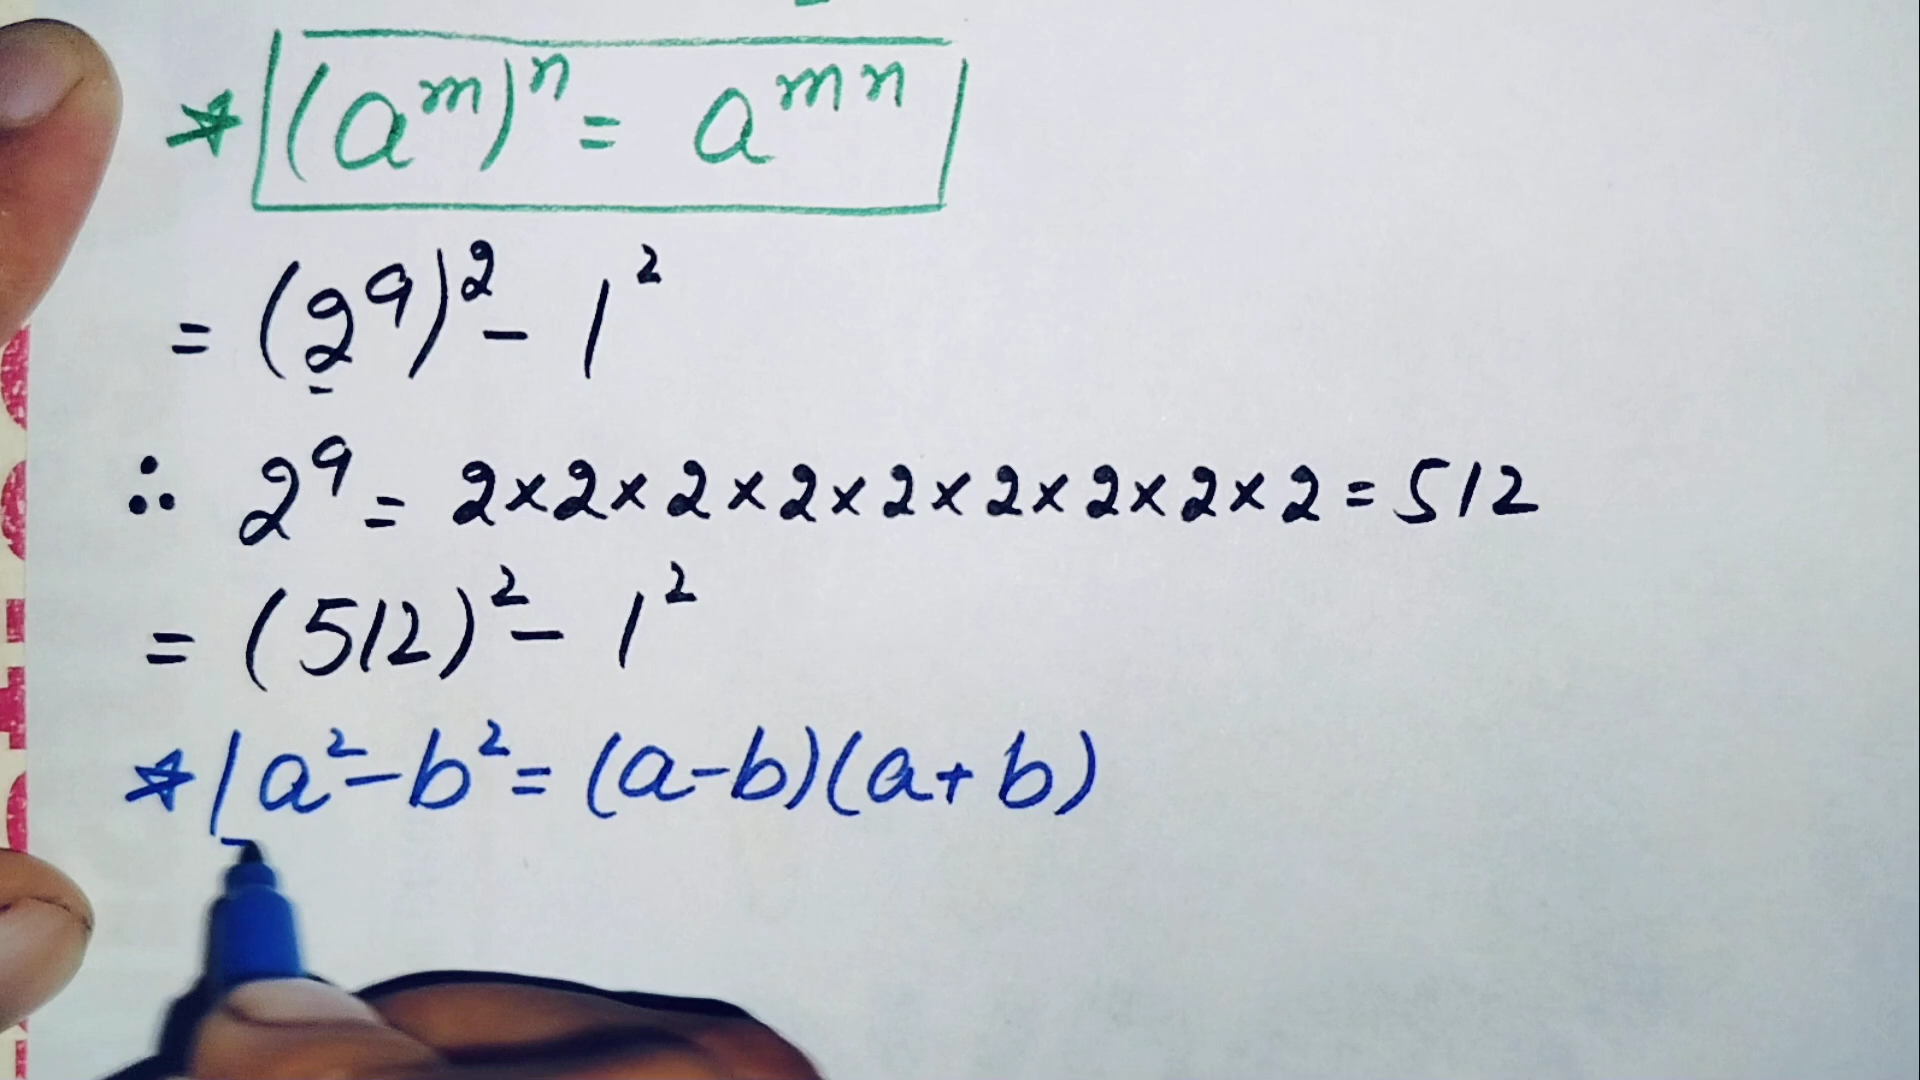 * (a^m)^n = a^mn
= (2^9)^2 - 1^2
∴ 2^9 = 2×2×2×2×2×2×2×2×2 = 512
= (512)^2 - 1^2
* a^2 - b^2 = (a-b)(a+b)